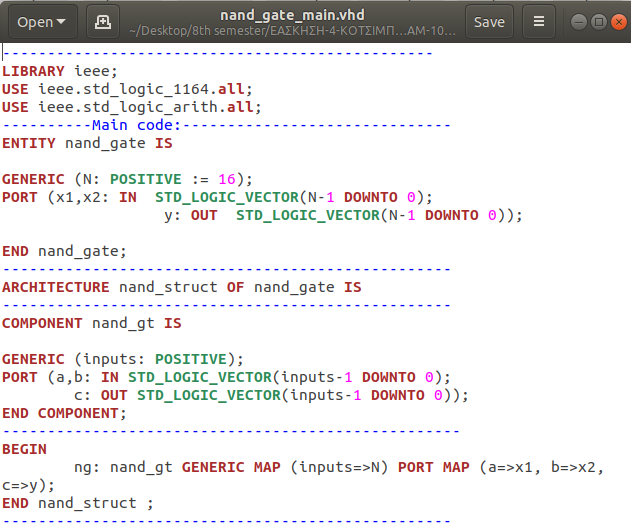 nand_gate_main.vhd
Open
Save
~/Desktop/8th semester/ΕΑΣΚΗΣΗ-4-ΚΟΤΣΙΜΠ...ΑΜ-10...
------------------------------------------------
LIBRARY ieee;
USE ieee.std_logic_1164.all;
USE ieee.std_logic_arith.all;
----------Main code:------------------------------
ENTITY nand_gate IS
GENERIC (N: POSITIVE := 16);
PORT (x1,x2: IN  STD_LOGIC_VECTOR(N-1 DOWNTO 0);
y: OUT  STD_LOGIC_VECTOR(N-1 DOWNTO 0));
END nand_gate;
--------------------------------------------------
ARCHITECTURE nand_struct OF nand_gate IS
--------------------------------------------------
COMPONENT nand_gt IS
GENERIC (inputs: POSITIVE);
PORT (a,b: IN STD_LOGIC_VECTOR(inputs-1 DOWNTO 0);
c: OUT STD_LOGIC_VECTOR(inputs-1 DOWNTO 0));
END COMPONENT;
---------------------------------------------------
BEGIN
ng: nand_gt GENERIC MAP (inputs=>N) PORT MAP (a=>x1, b=>x2,
c=>y);
END nand_struct ;
--------------------------------------------------